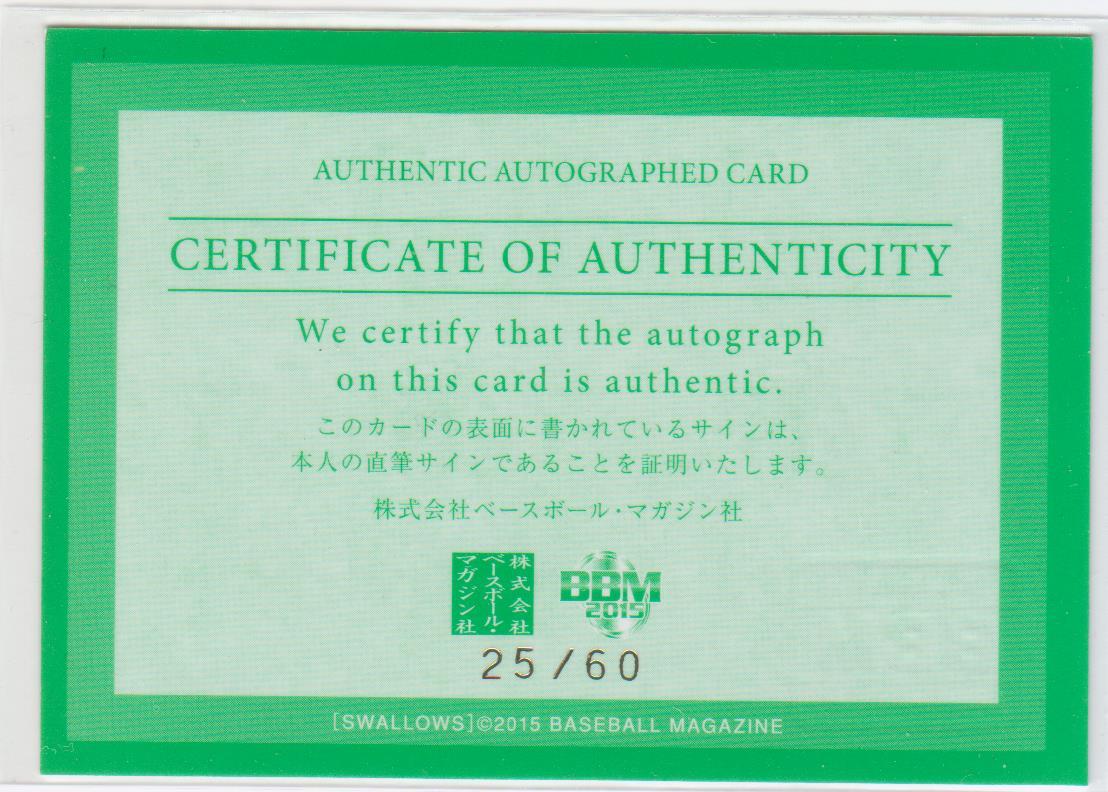 AUTHENTIC AUTOGRAPHED CARD
CERTIFICATE OF AUTHENTICITY
We certify that the autograph
on this card is authentic.
このカードの表面に書かれているサインは、
本人の直筆サインであることを証明いたします。
株式会社ベースボール・マガジン社
株式会社
ベースボール・
マガジン社
BBM
2015
25/60
[SWALLOWS]©2015 BASEBALL MAGAZINE